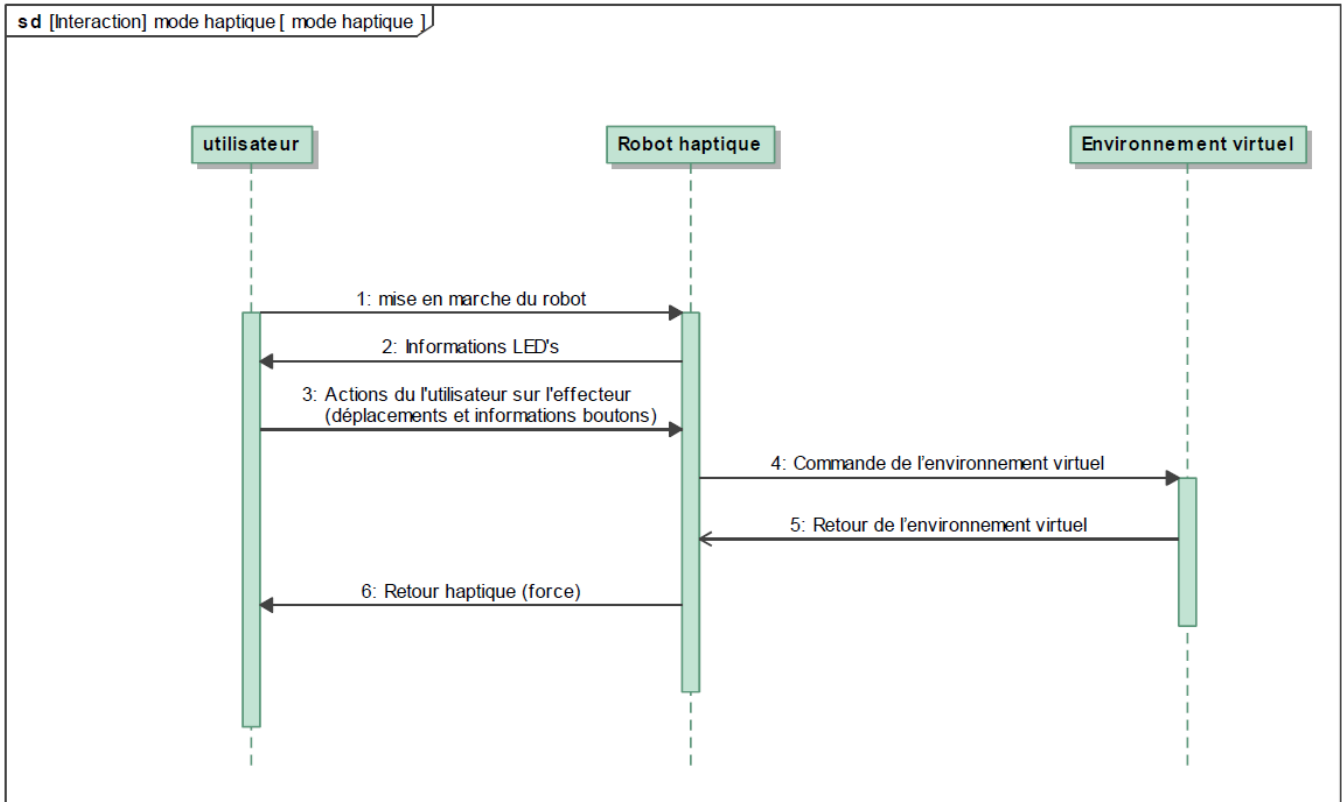 sd [Interaction] mode haptique [ mode haptique ]
utilisateur
Robot haptique
Environnement virtuel
1: mise en marche du robot
2: Informations LED's
3: Actions du l'utilisateur sur l'effecteur
(déplacements et informations boutons)
4: Commande de l’environnement virtuel
5: Retour de l’environnement virtuel
6: Retour haptique (force)